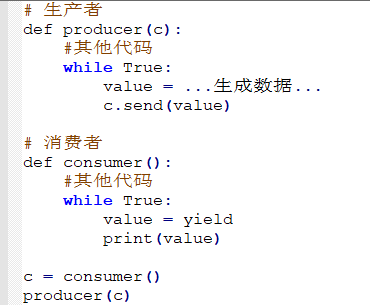 # 生产者
def producer(c):
    #其他代码
    while True:
        value = ...生成数据...
        c.send(value)

# 消费者
def consumer():
    #其他代码
    while True:
        value = yield
        print(value)

c = consumer()
producer(c)